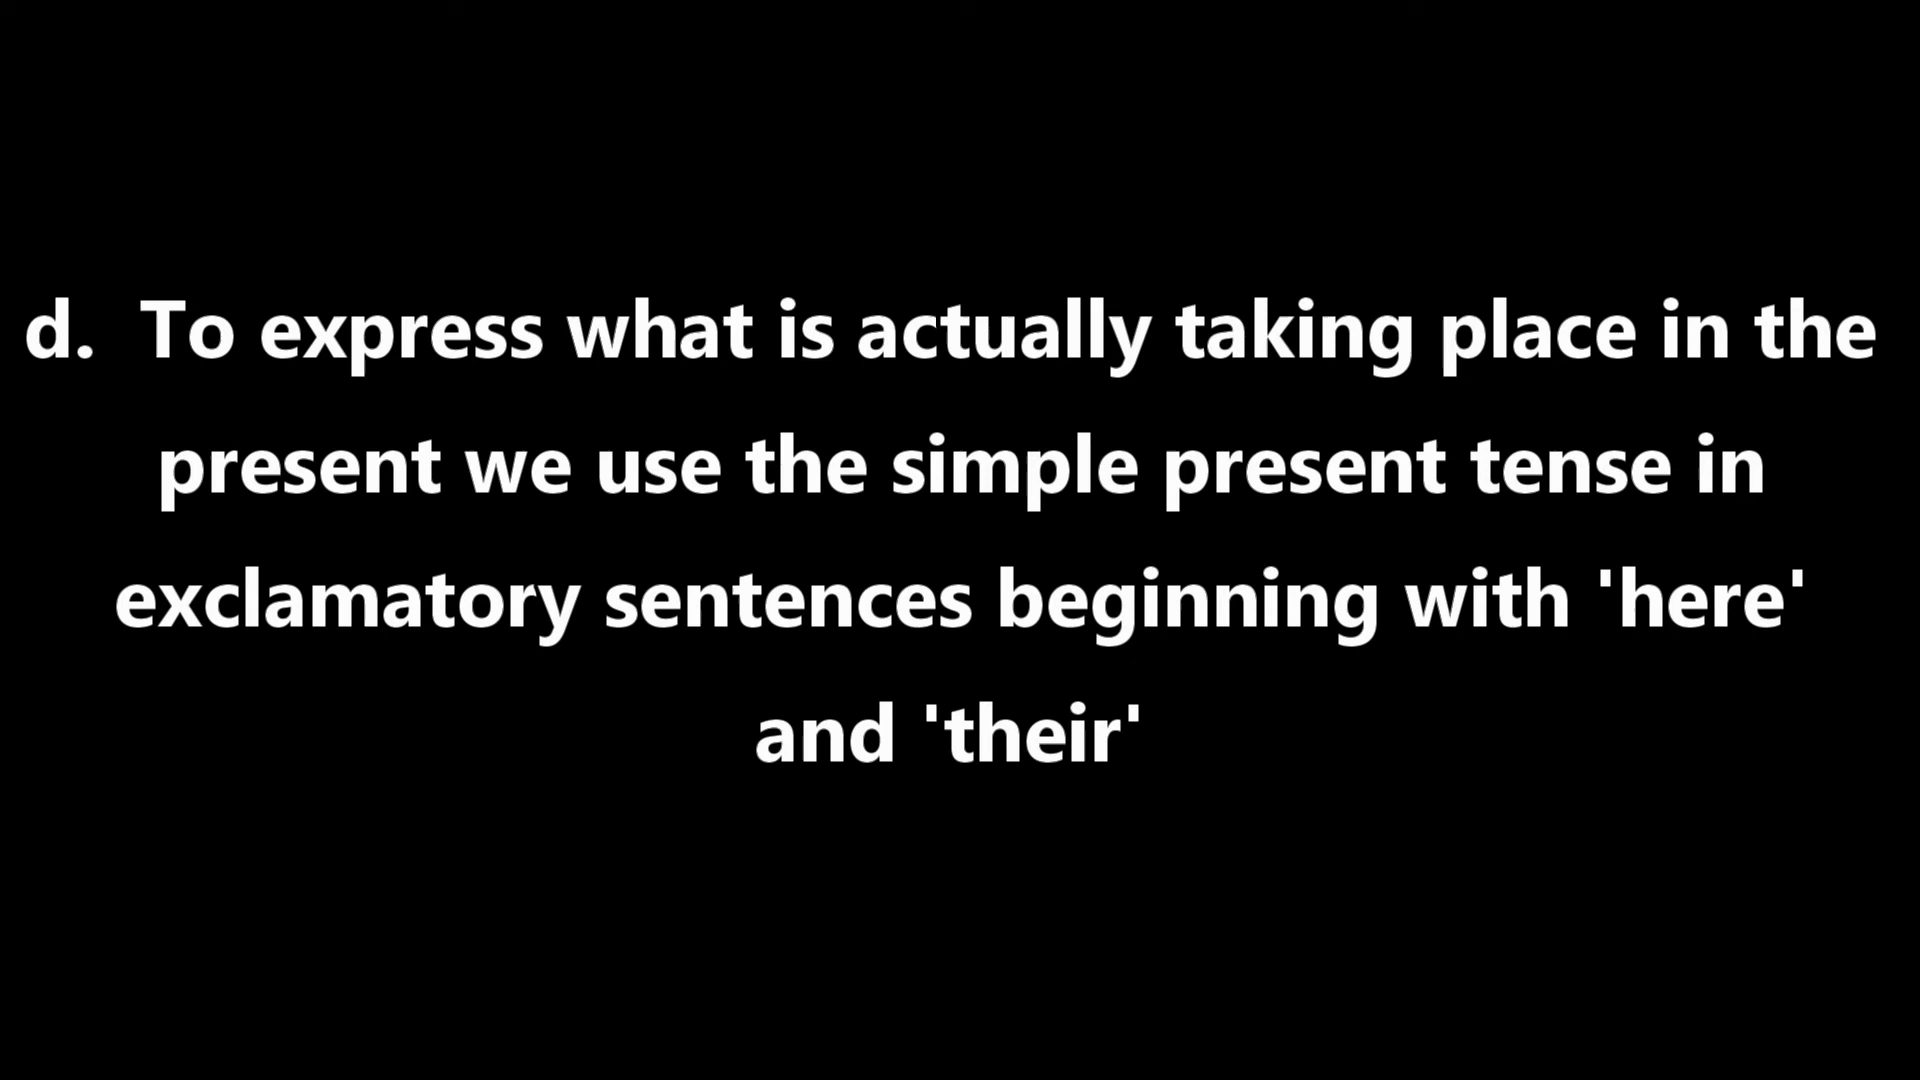 d.  To express what is actually taking place in the
present we use the simple present tense in
exclamatory sentences beginning with 'here'
and 'their'